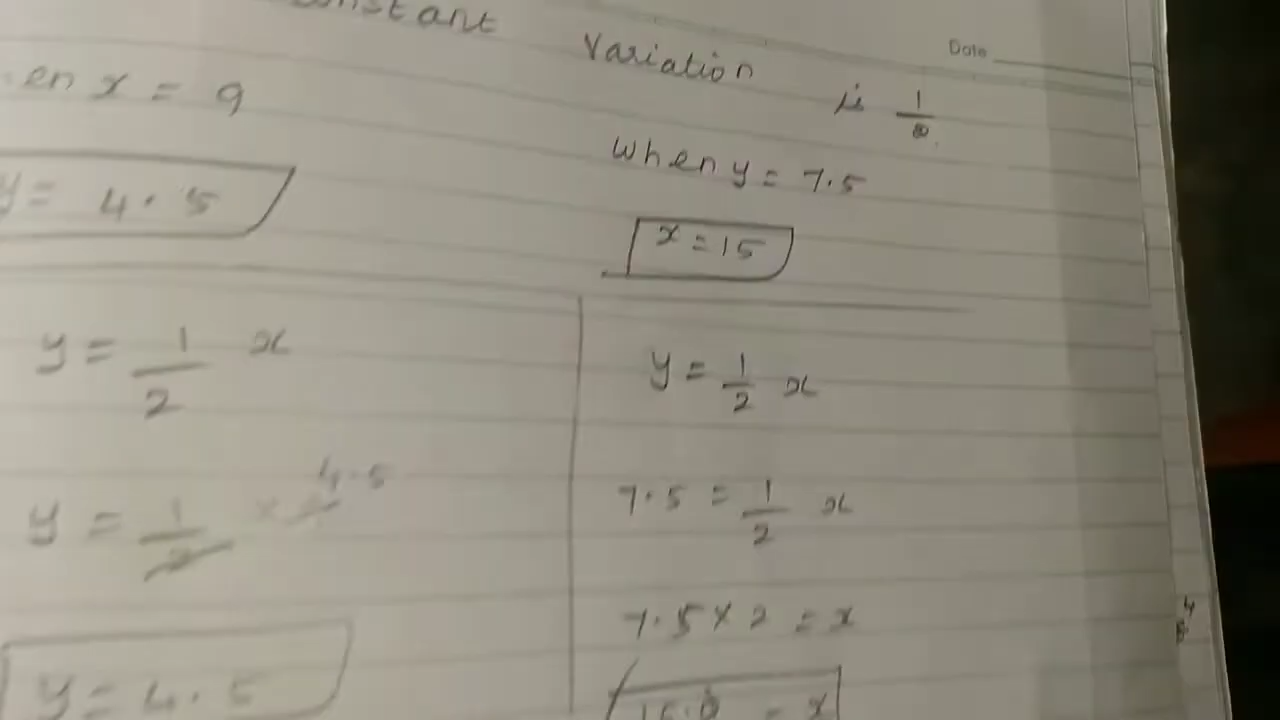 constant Variation is 1/
Date
en x = 9
when y = 7.5
y = 4.5
x = 15
y = 1/2 x
y = 1/2 × 4.5
y = 4.5
y = 1/2 x
7.5 = 1/2 x
7.5 × 2 = x
15.0 = x